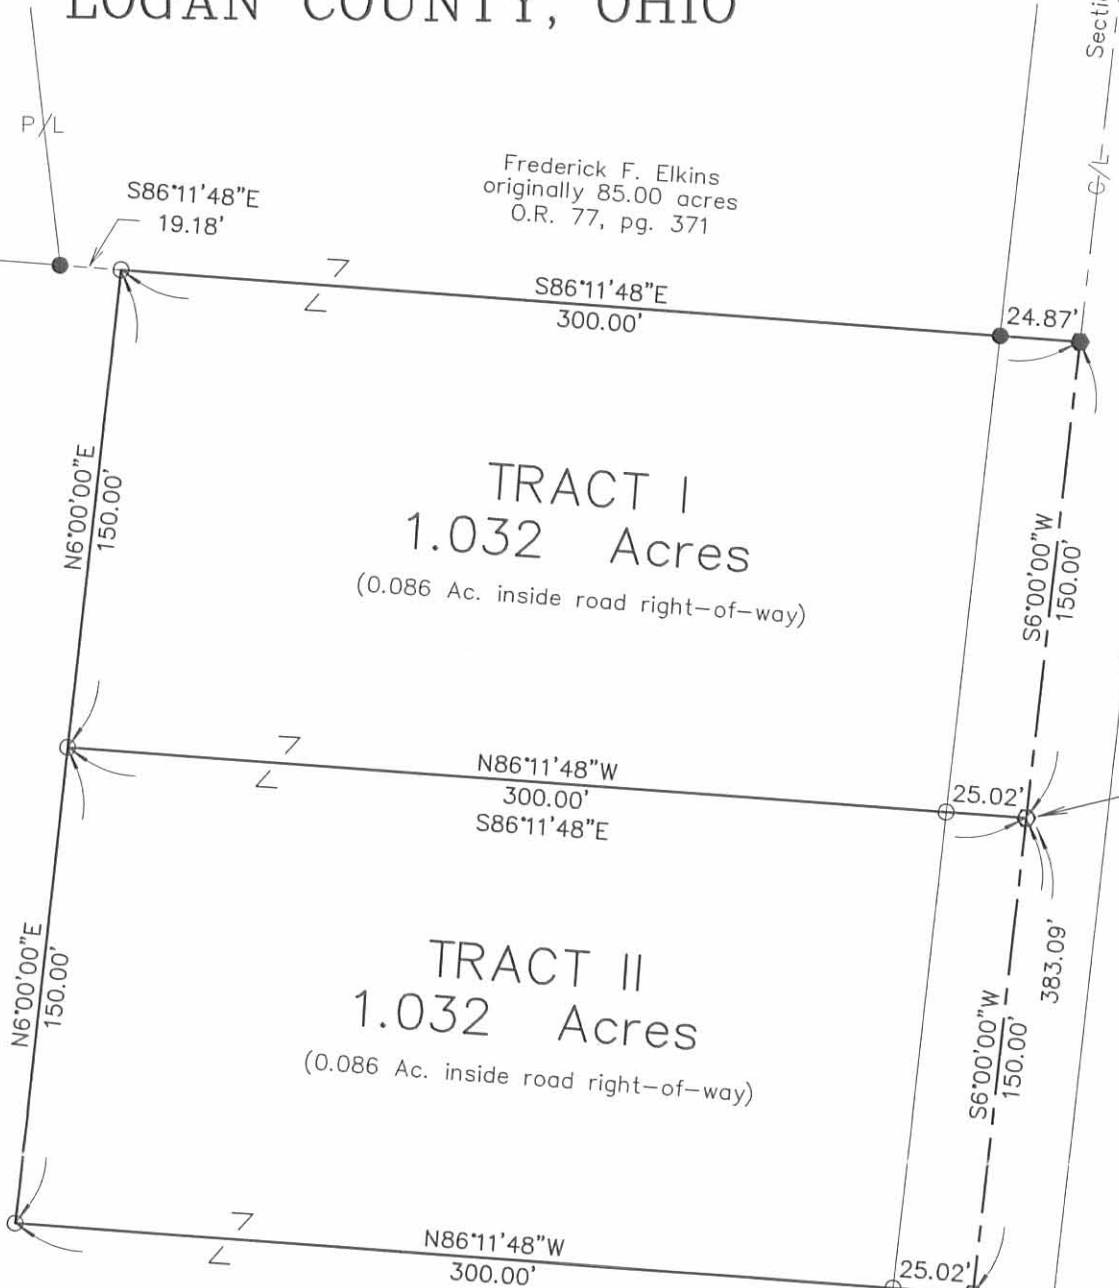 LOGAN COUNTY, OHIO
P/L
S86°11'48"E
19.18'
Frederick F. Elkins
originally 85.00 acres
O.R. 77, pg. 371
C/L
S86°11'48"E
300.00'
24.87'
N6°00'00"E
150.00'
TRACT I
1.032 Acres
(0.086 Ac. inside road right-of-way)
S6°00'00"W
150.00'
N86°11'48"W
300.00'
S86°11'48"E
25.02'
383.09'
N6°00'00"E
150.00'
TRACT II
1.032 Acres
(0.086 Ac. inside road right-of-way)
S6°00'00"W
150.00'
N86°11'48"W
300.00'
25.02'